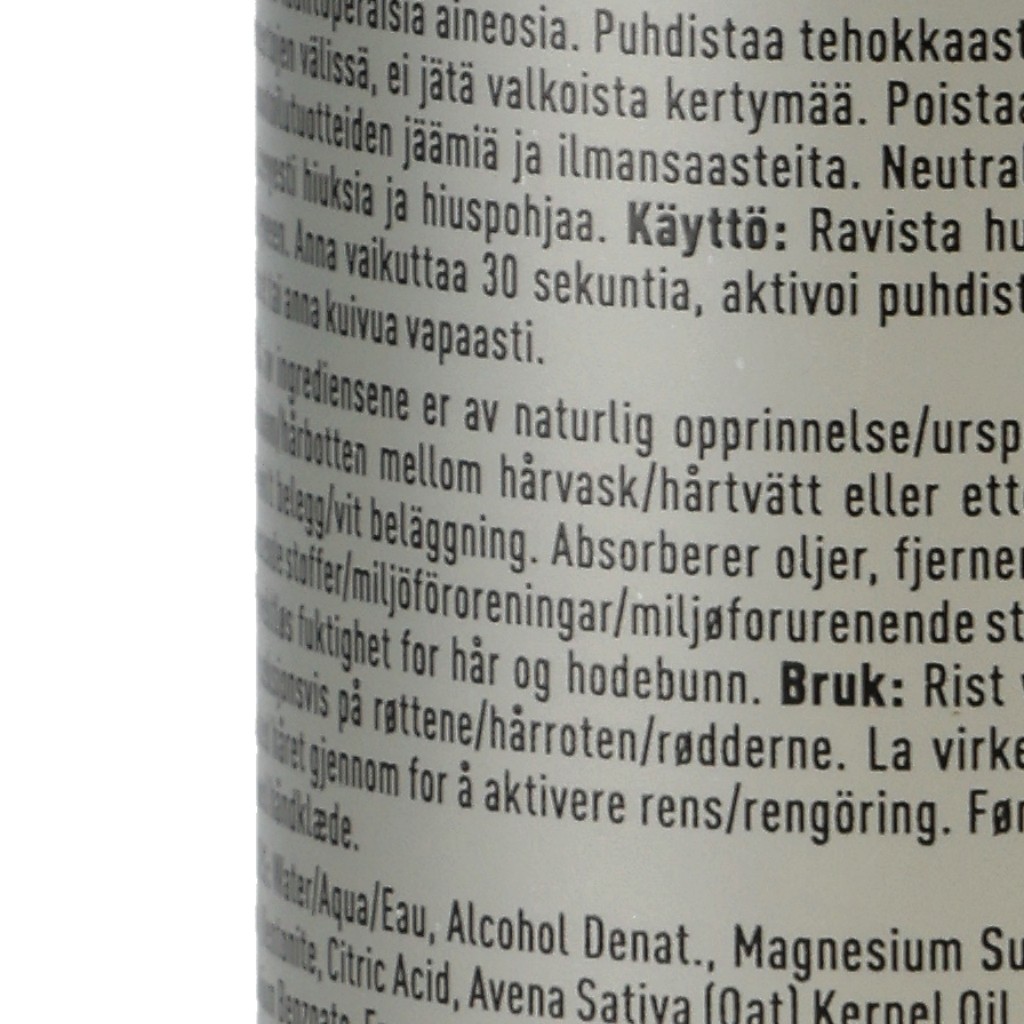 aineosia. Puhdistaa tehokkaast
välissä, ei jätä valkoista kertymää. Poistaa
jäämiä ja ilmansaasteita. Neutral
hiuksia ja hiuspohjaa. Käyttö: Ravista hu
Anna vaikuttaa 30 sekuntia, aktivoi puhdist
anna kuivua vapaasti.
ingrediensene er av naturlig opprinnelse/ursp
hårbotten mellom hårvask/hårtvätt eller ett
belegg/vit beläggning. Absorberer oljer, fjerner
stoffer/miljöföroreningar/miljøforurenende st
fuktighet for hår og hodebunn. Bruk: Rist v
på røttene/hårroten/rødderne. La virke
håret gjennom for å aktivere rens/rengöring. Før
håndklæde.
Water/Aqua/Eau, Alcohol Denat., Magnesium Su
Citric Acid, Avena Sativa (Oat) Kernel Oil